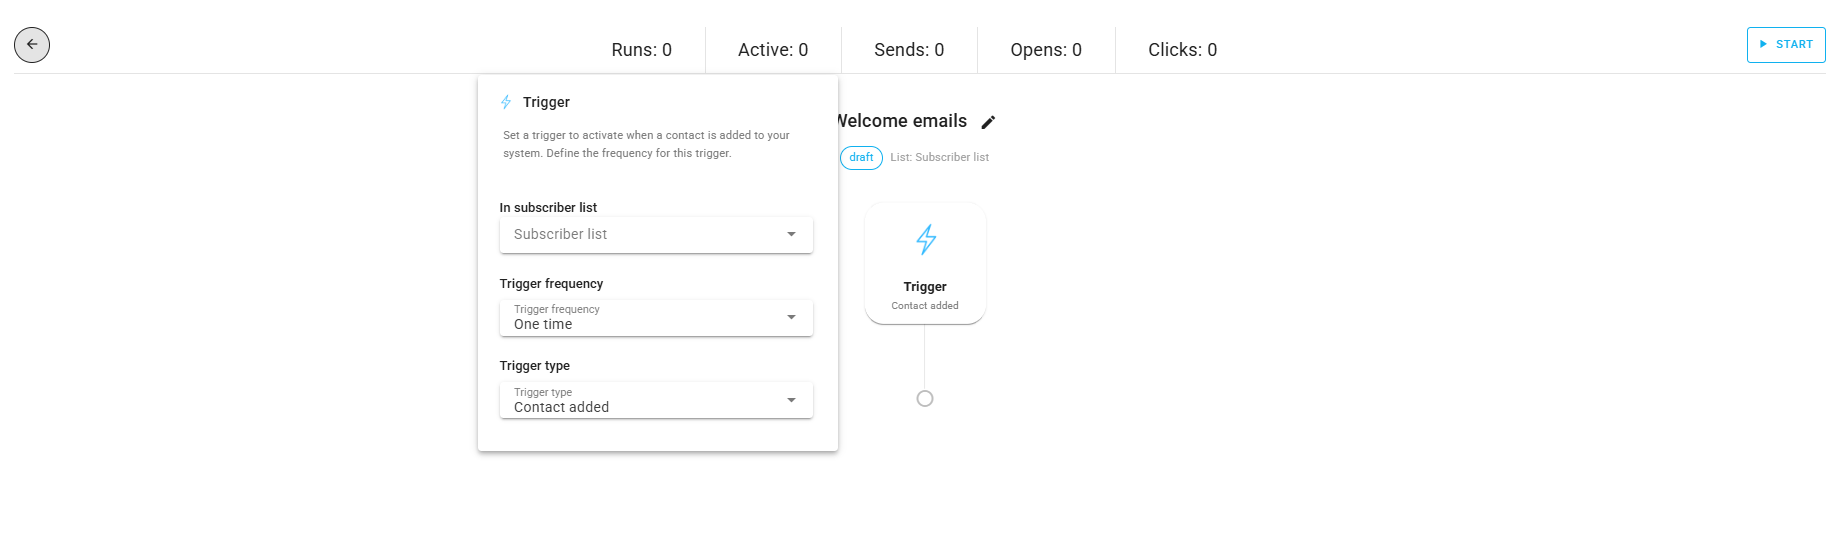 Runs: 0
Active: 0
Sends: 0
Opens: 0
Clicks: 0
START
Trigger
Set a trigger to activate when a contact is added to your
system. Define the frequency for this trigger.
In subscriber list
Subscriber list
Trigger frequency
Trigger frequency
One time
Trigger type
Trigger type
Contact added
Welcome emails
draft
List: Subscriber list
Trigger
Contact added